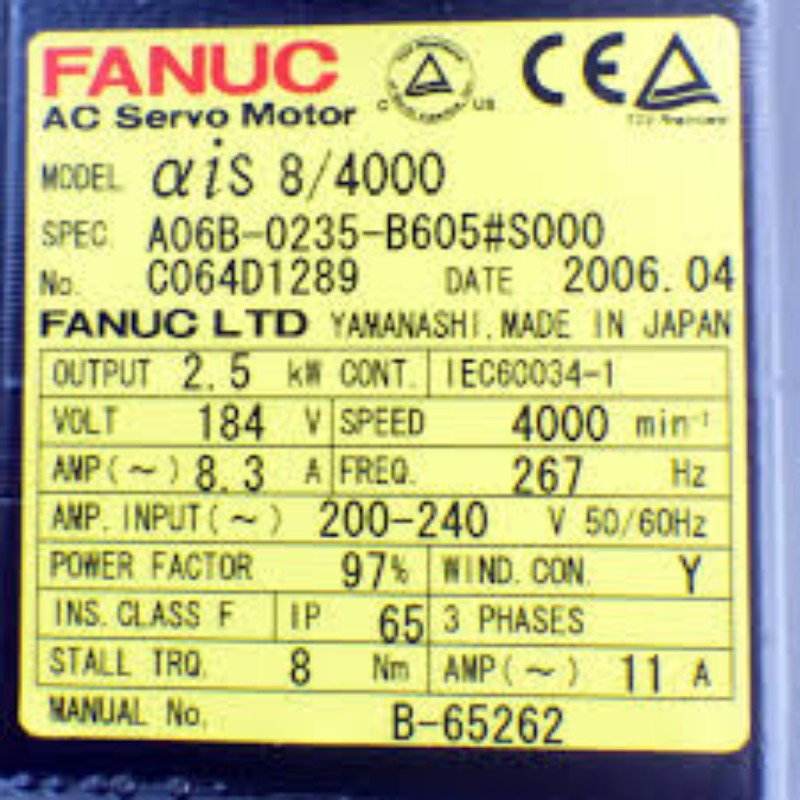 FANUC
C US
AC Servo Motor
MODEL αiS 8/4000
SPEC. A06B-0235-B605#S000
No. C064D1289 DATE 2006.04
FANUC LTD YAMANASHI, MADE IN JAPAN
OUTPUT 2.5 kW CONT. IEC60034-1
VOLT 184 V SPEED 4000 min⁻¹
AMP(~) 8.3 A FREQ. 267 Hz
AMP. INPUT(~) 200-240 V 50/60Hz
POWER FACTOR 97% WIND. CON. Y
INS. CLASS F IP 65 3 PHASES
STALL TRQ. 8 Nm AMP(~) 11 A
MANUAL No. B-65262